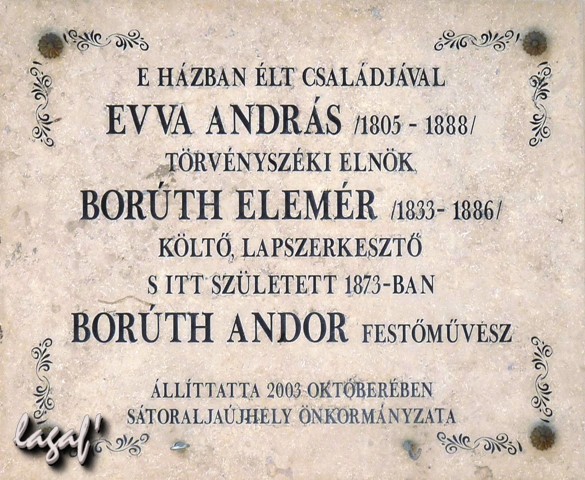 E HÁZBAN ÉLT CSALÁDJÁVAL
EVVA ANDRÁS /1805 - 1888/
TÖRVÉNYSZÉKI ELNÖK
BORÚTH ELEMÉR /1833- 1886/
KÖLTŐ, LAPSZERKESZTŐ
S ITT SZÜLETETT 1873-BAN
BORÚTH ANDOR FESTŐMŰVÉSZ
ÁLLÍTTATTA 2003 OKTÓBERÉBEN
SÁTORALJAÚJHELY ÖNKORMÁNYZATA
lágaf'